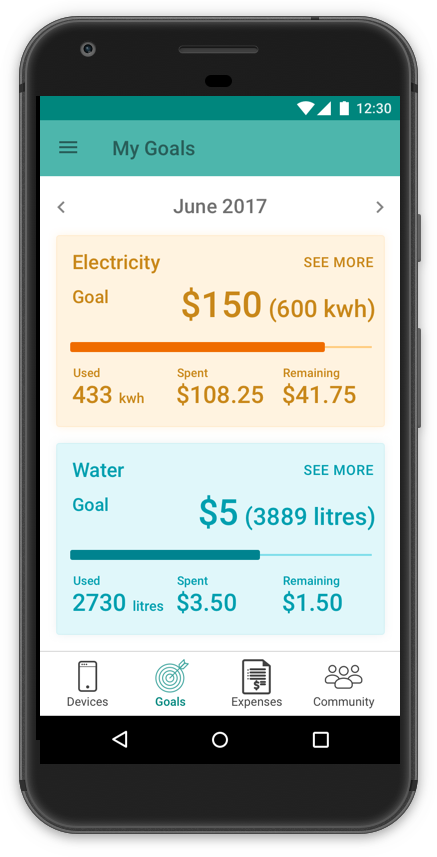 12:30
My Goals
June 2017
Electricity SEE MORE
Goal $150 (600 kwh)
Used Spent Remaining
433 kwh $108.25 $41.75
Water SEE MORE
Goal $5 (3889 litres)
Used Spent Remaining
2730 litres $3.50 $1.50
Devices Goals Expenses Community